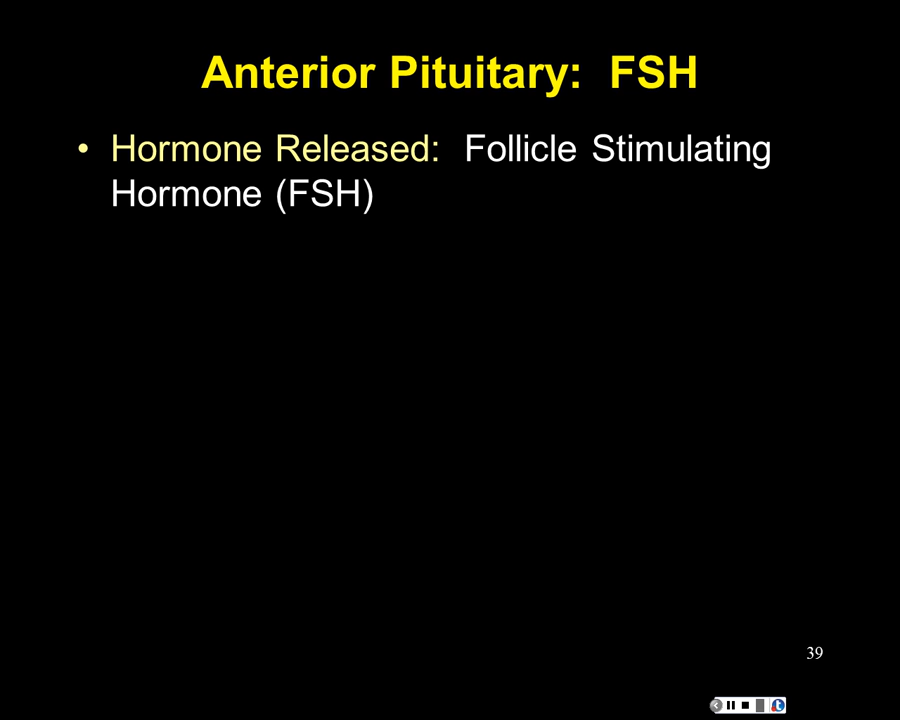 Anterior Pituitary: FSH
• Hormone Released: Follicle Stimulating
Hormone (FSH)
39